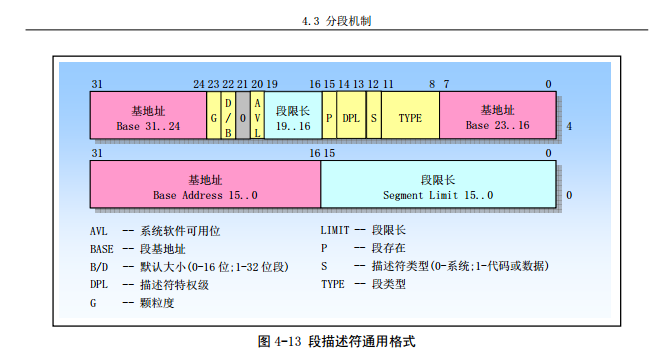 4.3 分段机制
31 24 23 22 21 20 19 16 15 14 13 12 11 8 7 0
基地址 Base 31..24 G D/B 0 AVL 段限长 19..16 P DPL S TYPE 基地址 Base 23..16 4
31 16 15 0
基地址 Base Address 15..0 段限长 Segment Limit 15..0 0
AVL -- 系统软件可用位 LIMIT -- 段限长
BASE -- 段基地址 P -- 段存在
B/D -- 默认大小(0-16位;1-32位段) S -- 描述符类型(0-系统;1-代码或数据)
DPL -- 描述符特权级 TYPE -- 段类型
G -- 颗粒度
图 4-13 段描述符通用格式